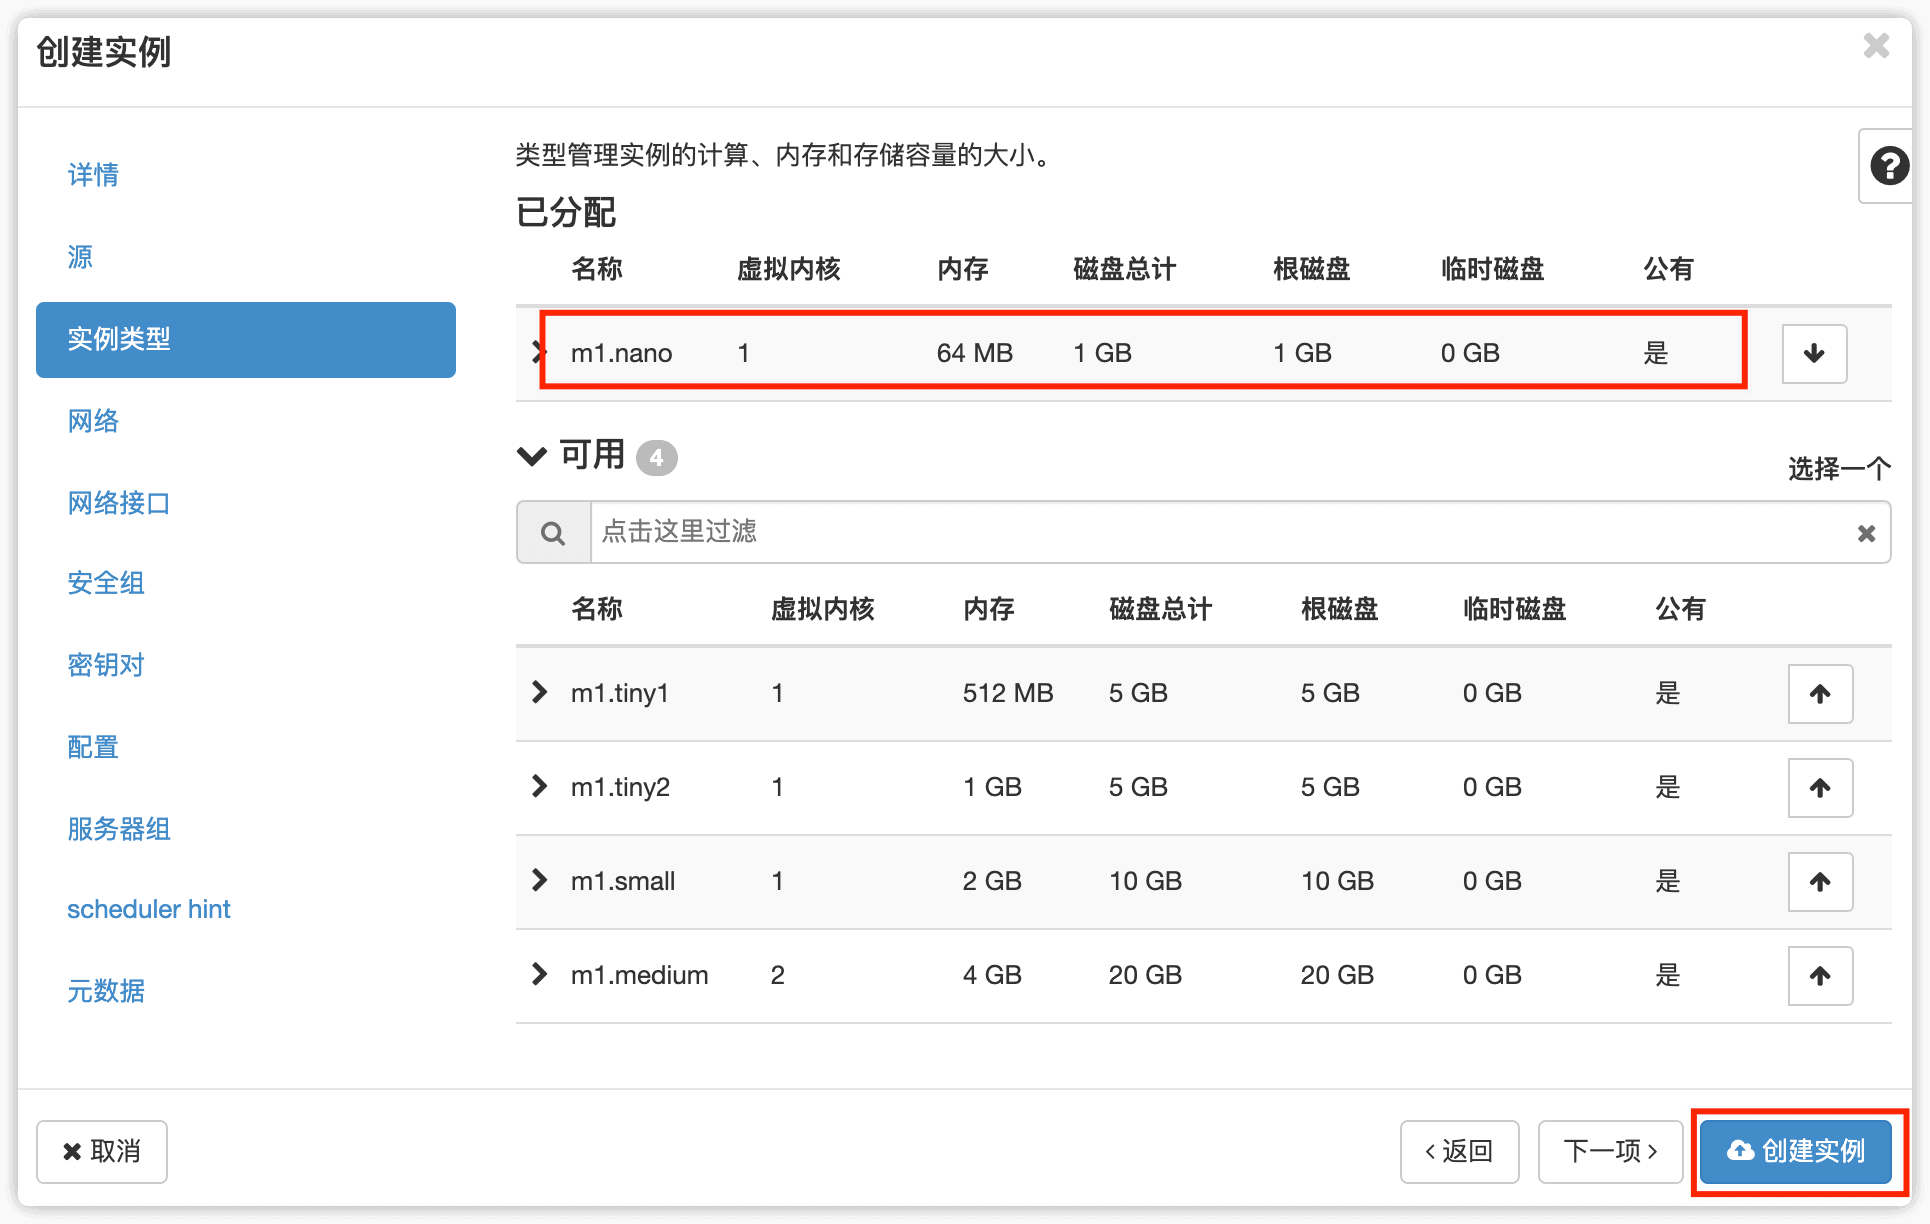 创建实例
详情
源
实例类型
网络
网络接口
安全组
密钥对
配置
服务器组
scheduler hint
元数据
类型管理实例的计算、内存和存储容量的大小。
已分配
名称 虚拟内核 内存 磁盘总计 根磁盘 临时磁盘 公有
m1.nano 1 64 MB 1 GB 1 GB 0 GB 是
可用 4
选择一个
点击这里过滤
名称 虚拟内核 内存 磁盘总计 根磁盘 临时磁盘 公有
m1.tiny1 1 512 MB 5 GB 5 GB 0 GB 是
m1.tiny2 1 1 GB 5 GB 5 GB 0 GB 是
m1.small 1 2 GB 10 GB 10 GB 0 GB 是
m1.medium 2 4 GB 20 GB 20 GB 0 GB 是
取消
‹ 返回
下一项 ›
创建实例